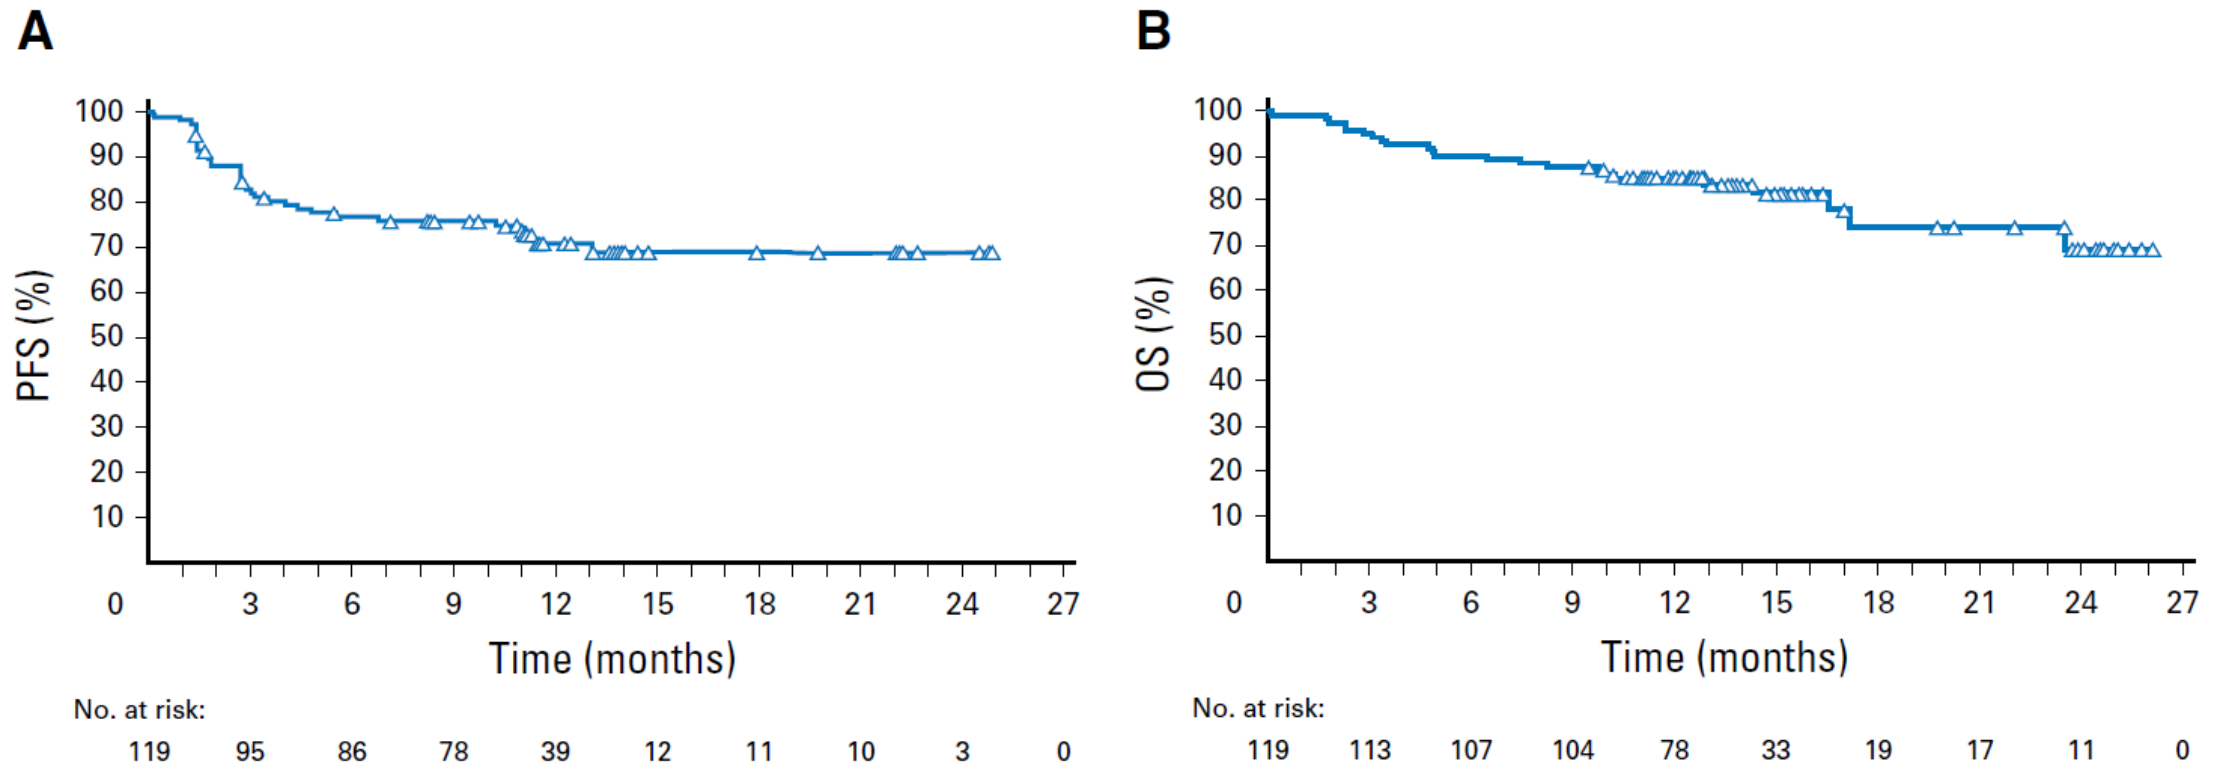 A
100
90
80
70
60
50
40
30
20
10
PFS (%)
0 3 6 9 12 15 18 21 24 27
Time (months)
No. at risk:
119 95 86 78 39 12 11 10 3 0
B
100
90
80
70
60
50
40
30
20
10
OS (%)
0 3 6 9 12 15 18 21 24 27
Time (months)
No. at risk:
119 113 107 104 78 33 19 17 11 0